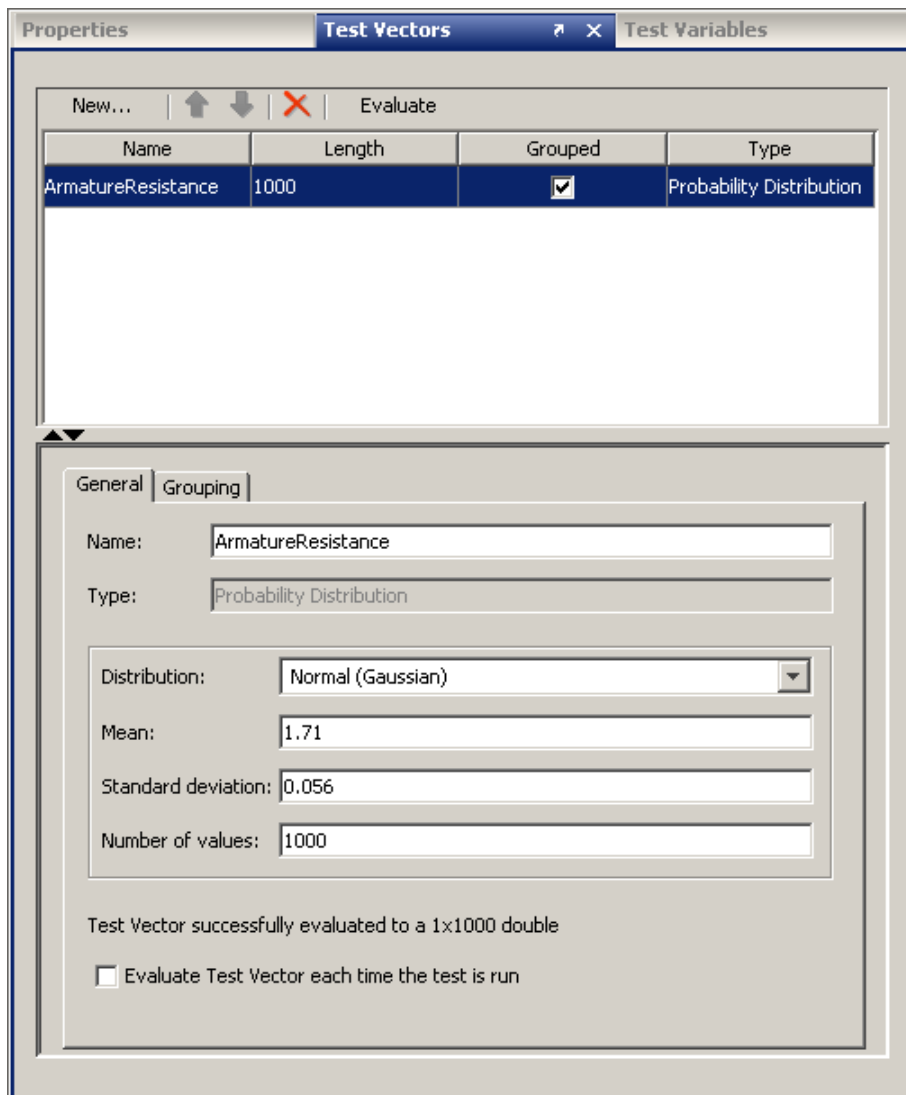 Properties Test Vectors Test Variables
New... Evaluate
Name Length Grouped Type
ArmatureResistance 1000 Probability Distribution
General Grouping
Name: ArmatureResistance
Type: Probability Distribution
Distribution: Normal (Gaussian)
Mean: 1.71
Standard deviation: 0.056
Number of values: 1000
Test Vector successfully evaluated to a 1x1000 double
Evaluate Test Vector each time the test is run